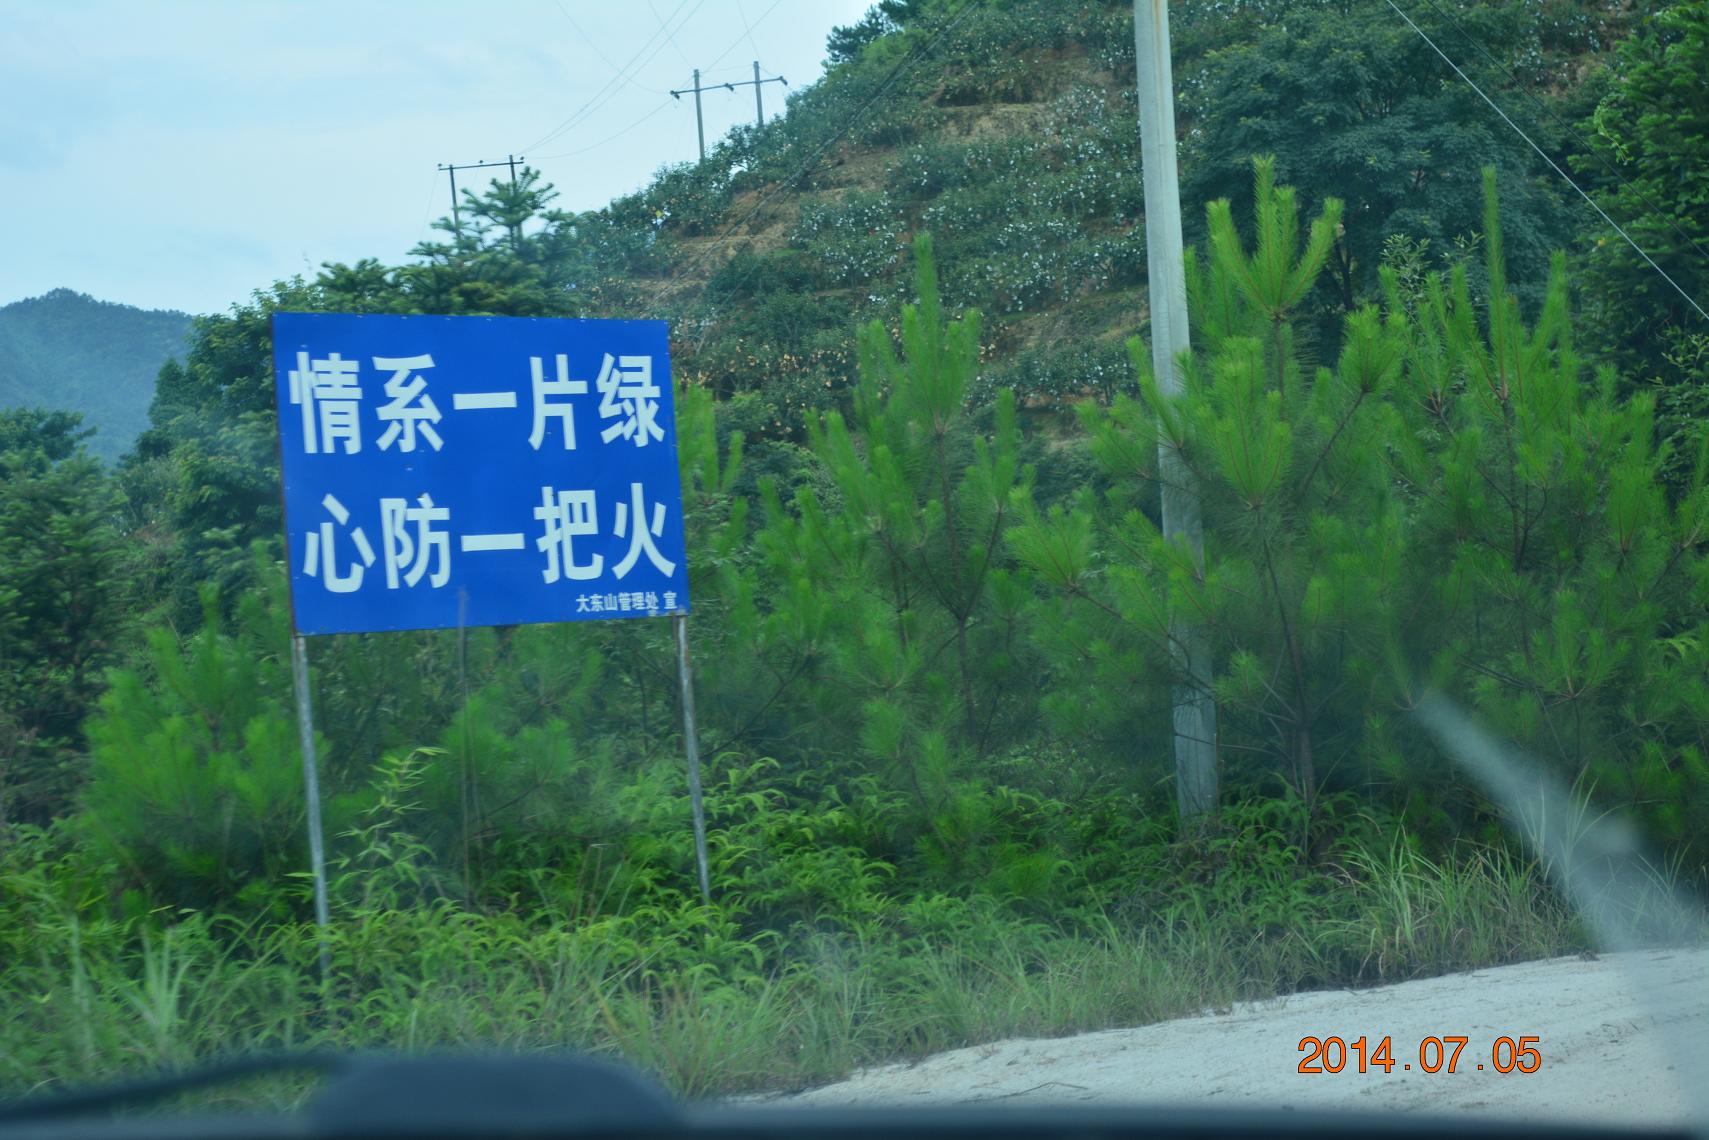 情系一片绿
心防一把火
大东山管理处 宣
2014.07.05